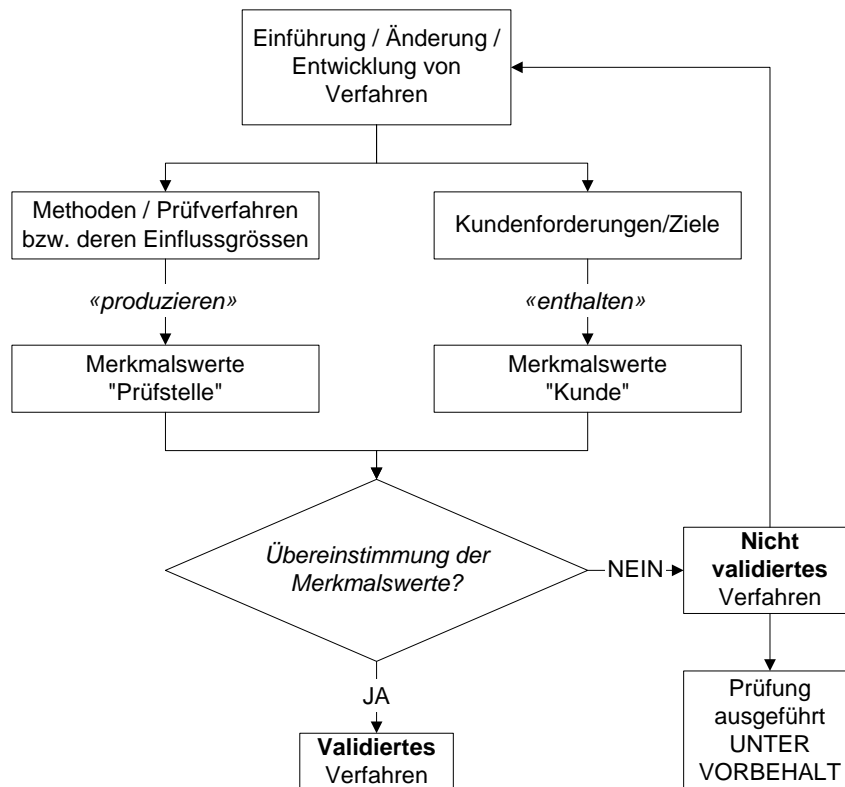 Einführung / Änderung /
Entwicklung von
Verfahren
Methoden / Prüfverfahren
bzw. deren Einflussgrössen
Kundenforderungen/Ziele
«produzieren»
«enthalten»
Merkmalswerte
"Prüfstelle"
Merkmalswerte
"Kunde"
Übereinstimmung der
Merkmalswerte?
NEIN
Nicht
validiertes
Verfahren
JA
Validiertes
Verfahren
Prüfung
ausgeführt
UNTER
VORBEHALT